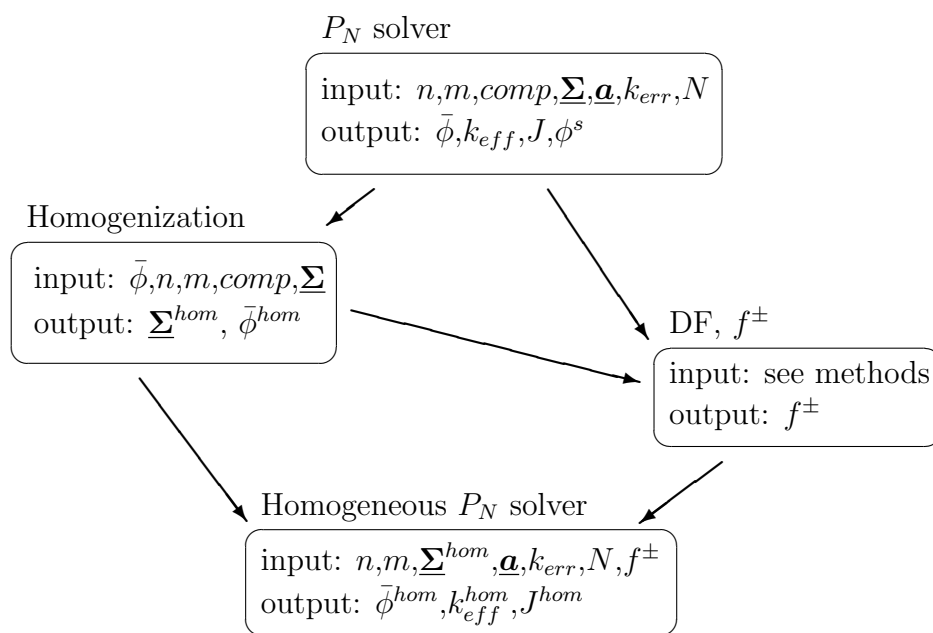 P_N solver
input: n,m,comp,Σ,a,k_err,N
output: ϕ̄,k_eff,J,ϕ^s
Homogenization
input: ϕ̄,n,m,comp,Σ
output: Σ^hom, ϕ̄^hom
DF, f^±
input: see methods
output: f^±
Homogeneous P_N solver
input: n,m,Σ^hom,a,k_err,N,f^±
output: ϕ̄^hom,k_eff^hom,J^hom